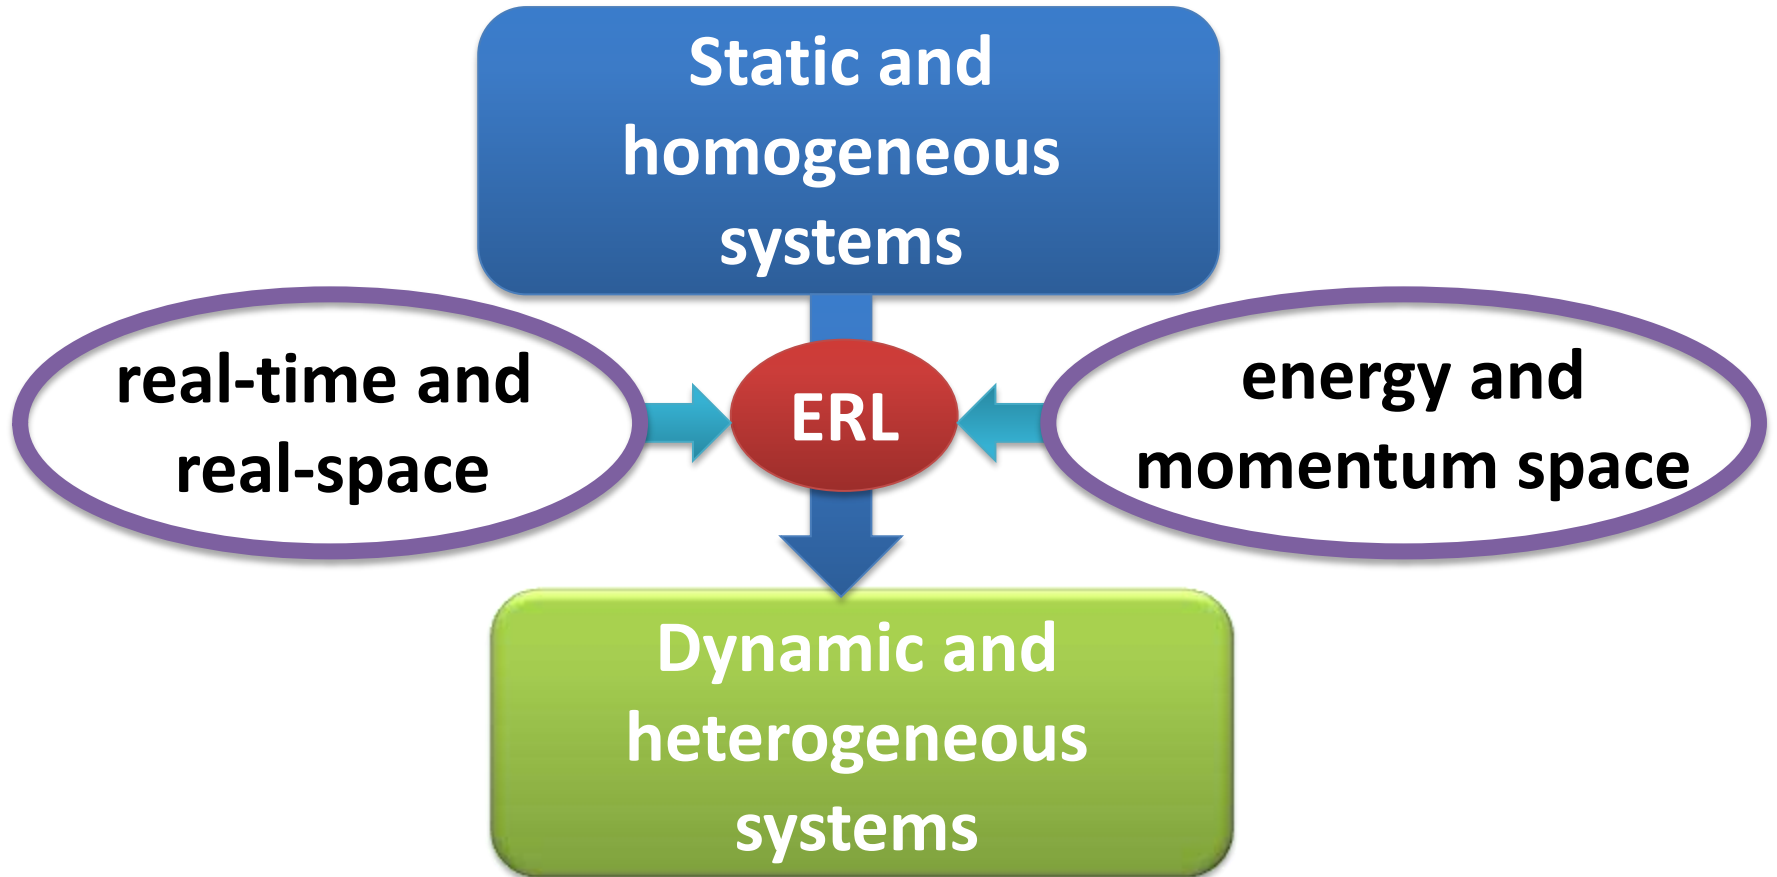 Static and
homogeneous
systems
real-time and
real-space
ERL
energy and
momentum space
Dynamic and
heterogeneous
systems